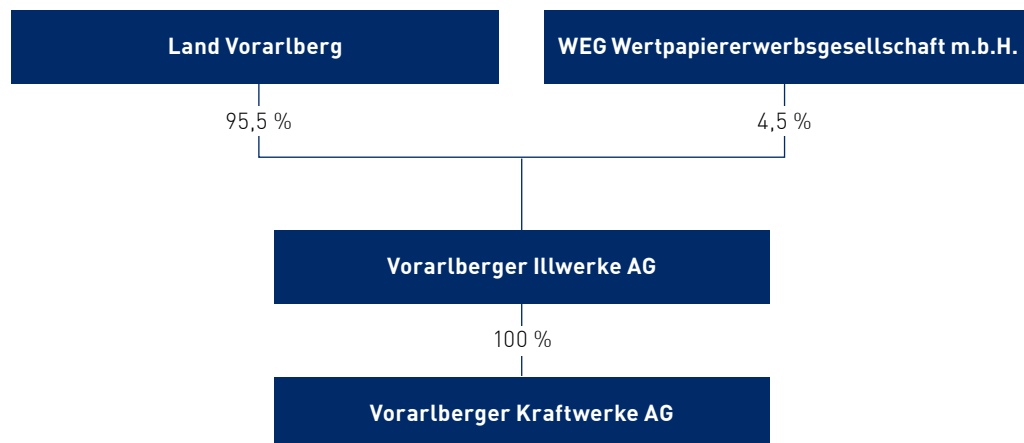 Land Vorarlberg
WEG Wertpapiererwerbsgesellschaft m.b.H.
95,5 %
4,5 %
Vorarlberger Illwerke AG
100 %
Vorarlberger Kraftwerke AG